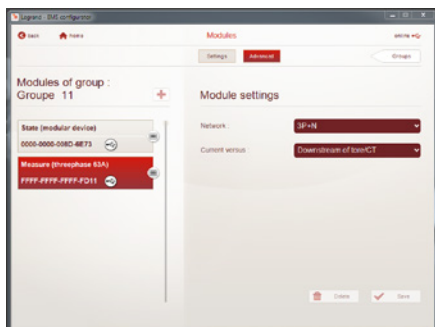 Legrand - EMS configurator
back
home
Modules
online
Settings
Advanced
Groups
Modules of group :
Groupe 11
+
Module settings
State (modular device)
0000-0000-008D-6E73
Measure (threephase 63A)
FFFF-FFFF-FFFF-FD11
Network :
3P+N
Current versus :
Downstream of tore/CT
Delete
Save